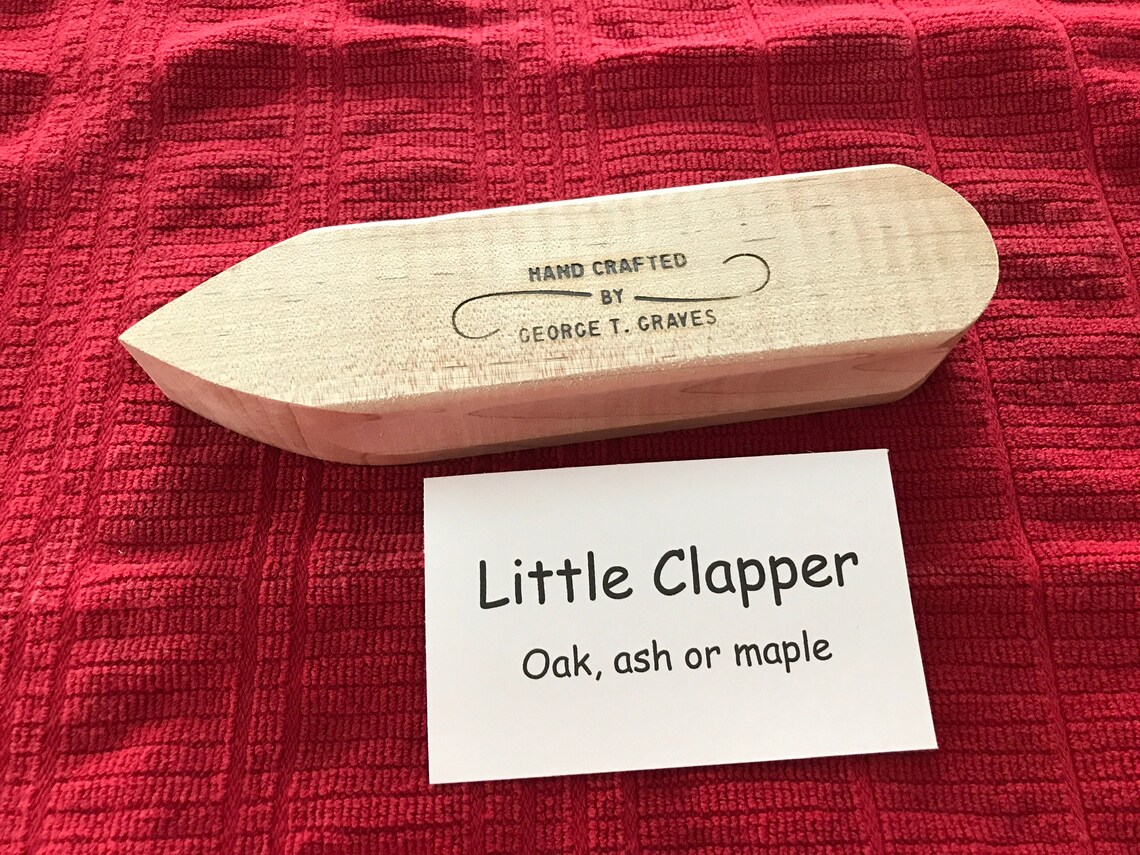 HAND CRAFTED
BY
GEORGE T. GRAVES
Little Clapper
Oak, ash or maple